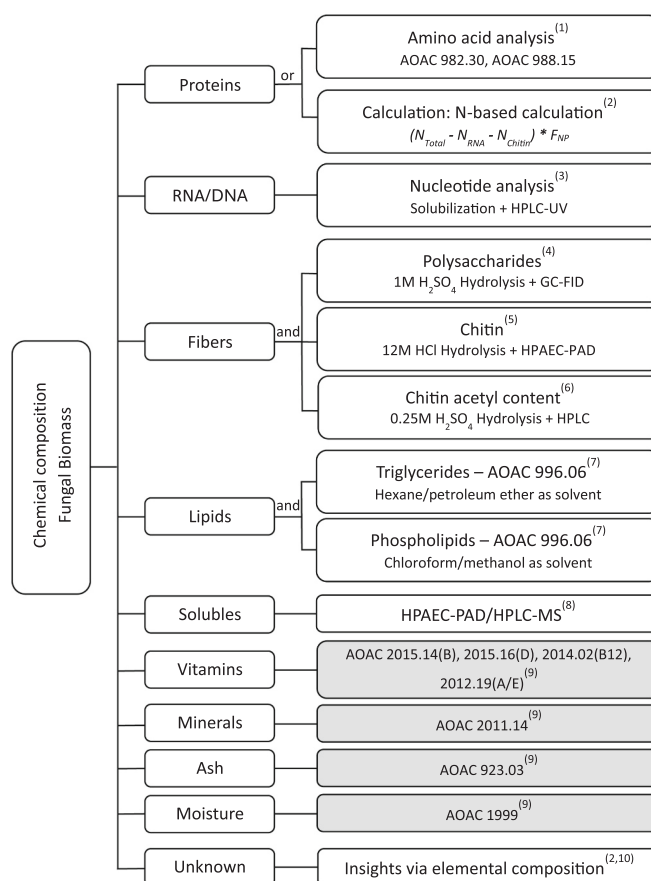 Chemical composition
Fungal Biomass
Proteins
or
Amino acid analysis(1)
AOAC 982.30, AOAC 988.15
Calculation: N-based calculation(2)
(NTotal - NRNA - NChitin) * FNP
RNA/DNA
Nucleotide analysis(3)
Solubilization + HPLC-UV
Fibers
and
Polysaccharides(4)
1M H2SO4 Hydrolysis + GC-FID
Chitin(5)
12M HCl Hydrolysis + HPAEC-PAD
Chitin acetyl content(6)
0.25M H2SO4 Hydrolysis + HPLC
Lipids
and
Triglycerides – AOAC 996.06(7)
Hexane/petroleum ether as solvent
Phospholipids – AOAC 996.06(7)
Chloroform/methanol as solvent
Solubles
HPAEC-PAD/HPLC-MS(8)
Vitamins
AOAC 2015.14(B), 2015.16(D), 2014.02(B12),
2012.19(A/E)(9)
Minerals
AOAC 2011.14(9)
Ash
AOAC 923.03(9)
Moisture
AOAC 1999(9)
Unknown
Insights via elemental composition(2,10)